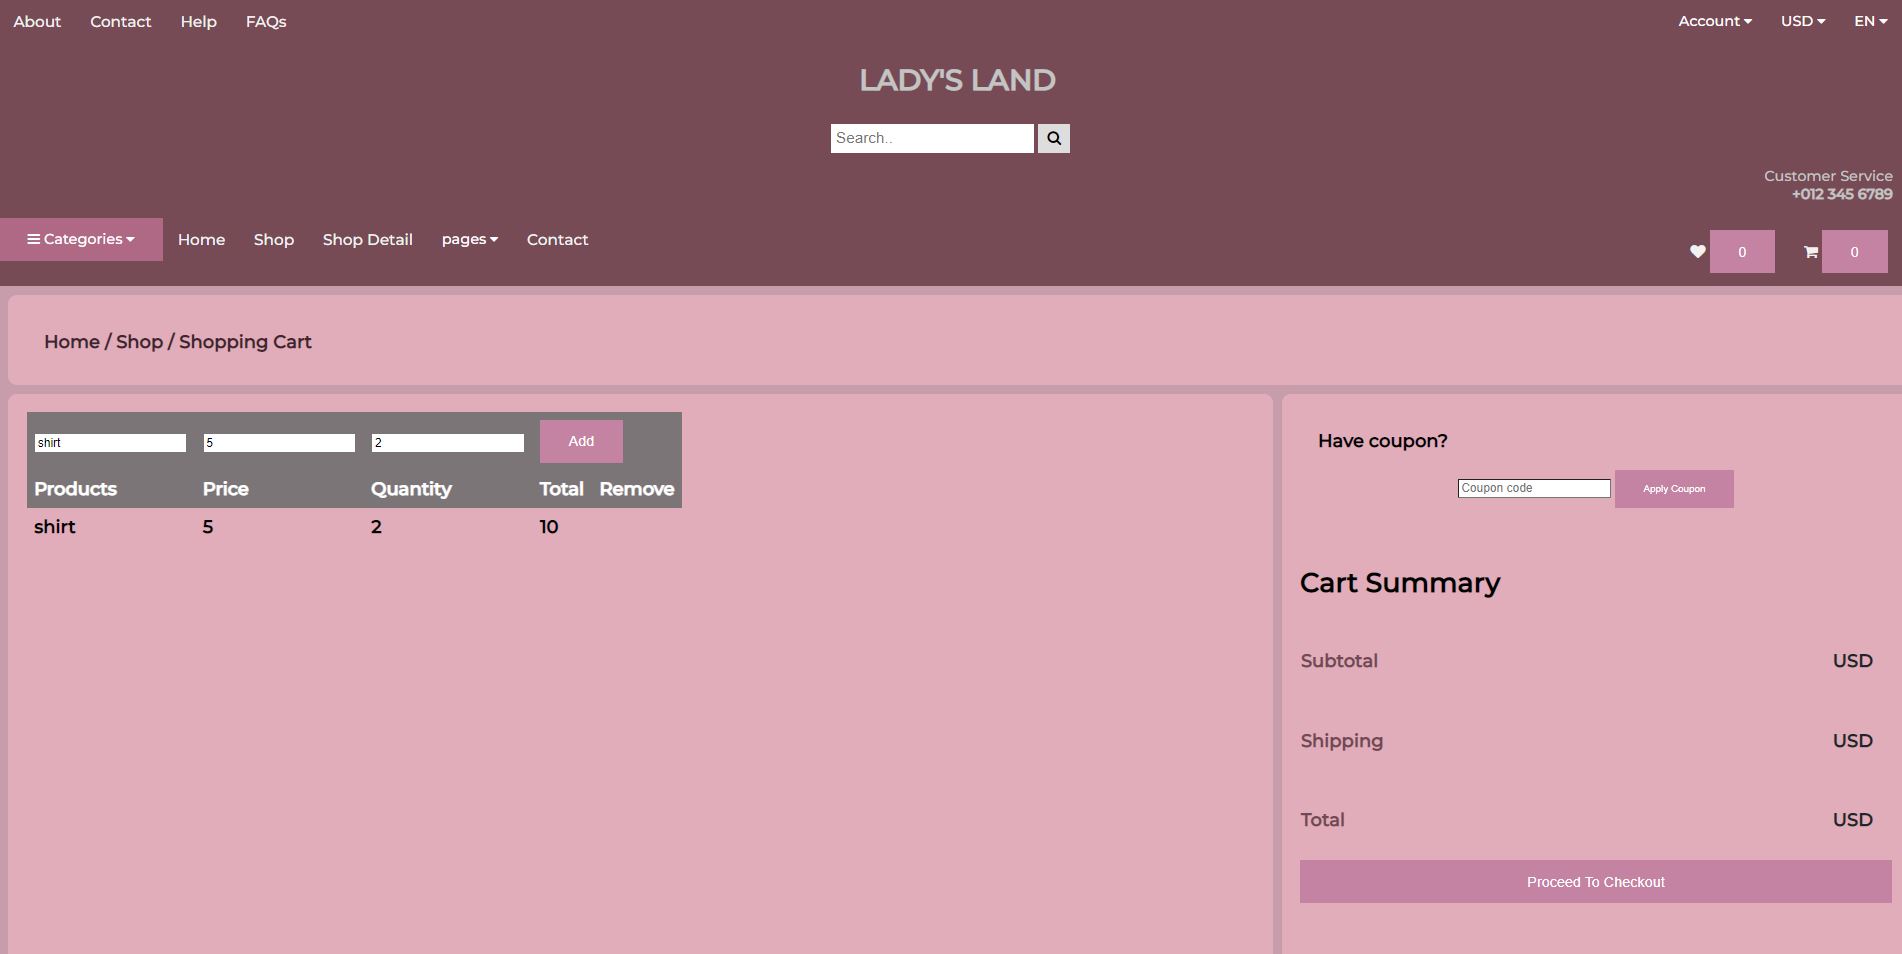 About Contact Help FAQs Account USD EN
LADY'S LAND
Search..
Customer Service
+012 345 6789
Categories Home Shop Shop Detail pages Contact
0 0
Home / Shop / Shopping Cart
shirt 5 2 Add
Products Price Quantity Total Remove
shirt 5 2 10
Have coupon?
Coupon code Apply Coupon
Cart Summary
Subtotal USD
Shipping USD
Total USD
Proceed To Checkout